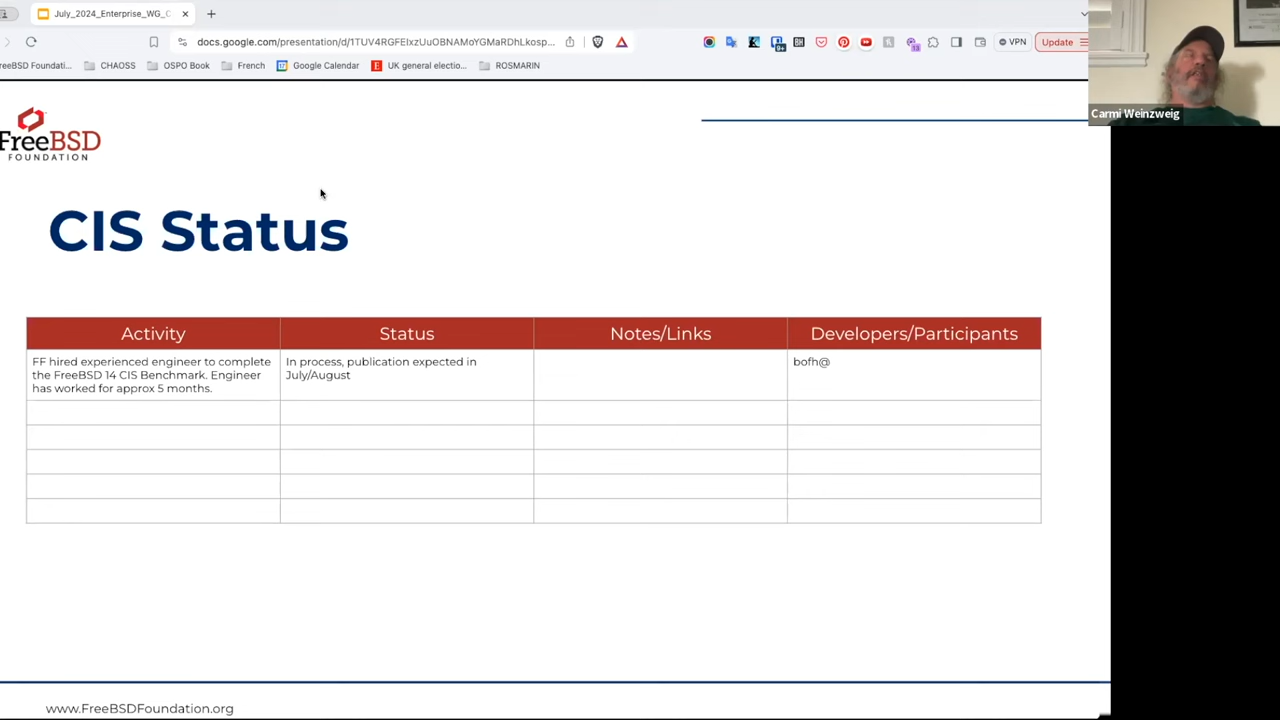 July_2024_Enterprise_WG_C
docs.google.com/presentation/d/1TUV4RGFEIxzUuOBNAMoYGMaRDhLkosp...
9+
VPN
Update
reeBSD Foundati...
CHAOSS
OSPO Book
French
Google Calendar
UK general electio...
ROSMARIN
Carmi Weinzweig
FreeBSD
FOUNDATION
CIS Status
Activity
Status
Notes/Links
Developers/Participants
FF hired experienced engineer to complete
the FreeBSD 14 CIS Benchmark. Engineer
has worked for approx 5 months.
In process, publication expected in
July/August
bofh@
www.FreeBSDFoundation.org